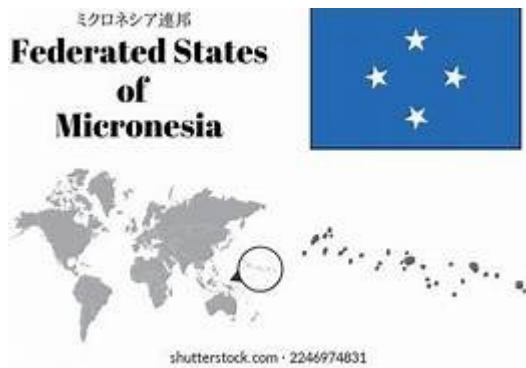 ミクロネシア連邦
Federated States
of
Micronesia
shutterstock.com · 2246974831